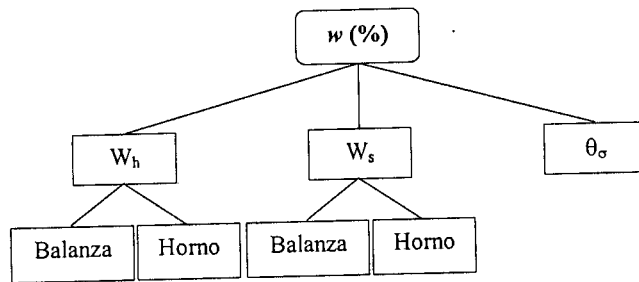 w (%)
W_h W_s θ_σ
Balanza Horno Balanza Horno